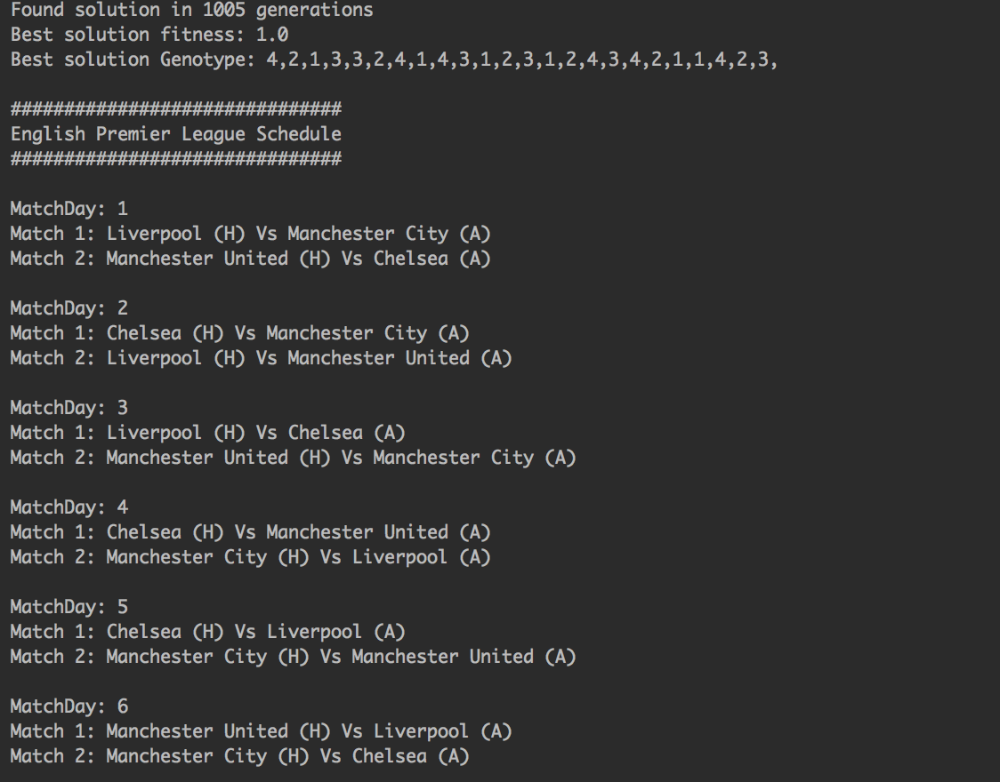 Found solution in 1005 generations
Best solution fitness: 1.0
Best solution Genotype: 4,2,1,3,3,2,4,1,4,3,1,2,3,1,2,4,3,4,2,1,1,4,2,3,
###############################
English Premier League Schedule
###############################
MatchDay: 1
Match 1: Liverpool (H) Vs Manchester City (A)
Match 2: Manchester United (H) Vs Chelsea (A)
MatchDay: 2
Match 1: Chelsea (H) Vs Manchester City (A)
Match 2: Liverpool (H) Vs Manchester United (A)
MatchDay: 3
Match 1: Liverpool (H) Vs Chelsea (A)
Match 2: Manchester United (H) Vs Manchester City (A)
MatchDay: 4
Match 1: Chelsea (H) Vs Manchester United (A)
Match 2: Manchester City (H) Vs Liverpool (A)
MatchDay: 5
Match 1: Chelsea (H) Vs Liverpool (A)
Match 2: Manchester City (H) Vs Manchester United (A)
MatchDay: 6
Match 1: Manchester United (H) Vs Liverpool (A)
Match 2: Manchester City (H) Vs Chelsea (A)